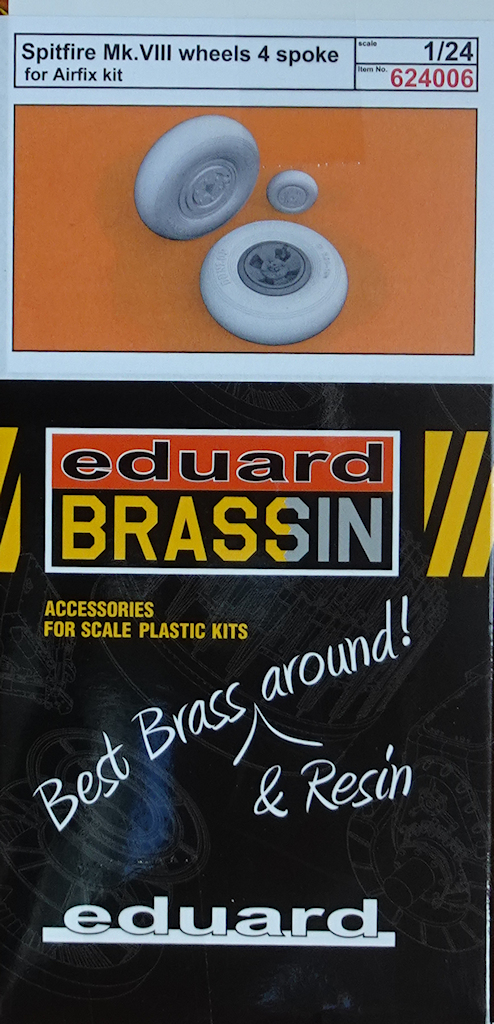 Spitfire Mk.VIII wheels 4 spoke
for Airfix kit
scale
1/24
Item No.
624006
eduard
BRASSIN
ACCESSORIES
FOR SCALE PLASTIC KITS
Best Brass around!
& Resin
eduard